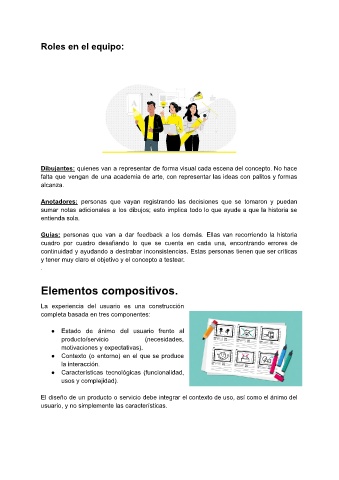 Roles en el equipo:
Dibujantes: quienes van a representar de forma visual cada escena del concepto. No hace
falta que vengan de una academia de arte, con representar las ideas con palitos y formas
alcanza.
Anotadores: personas que vayan registrando las decisiones que se tomaron y puedan
sumar notas adicionales a los dibujos; esto implica todo lo que ayude a que la historia se
entienda sola.
Guías: personas que van a dar feedback a los demás. Ellas van recorriendo la historia
cuadro por cuadro desafiando lo que se cuenta en cada una, encontrando errores de
continuidad y ayudando a destrabar inconsistencias. Estas personas tienen que ser críticas
y tener muy claro el objetivo y el concepto a testear.
.
Elementos compositivos.
La experiencia del usuario es una construcción
completa basada en tres componentes:
● Estado de ánimo del usuario frente al
producto/servicio (necesidades,
motivaciones y expectativas).
● Contexto (o entorno) en el que se produce
la interacción.
● Características tecnológicas (funcionalidad,
usos y complejidad).
El diseño de un producto o servicio debe integrar el contexto de uso, así como el ánimo del
usuario, y no simplemente las características.